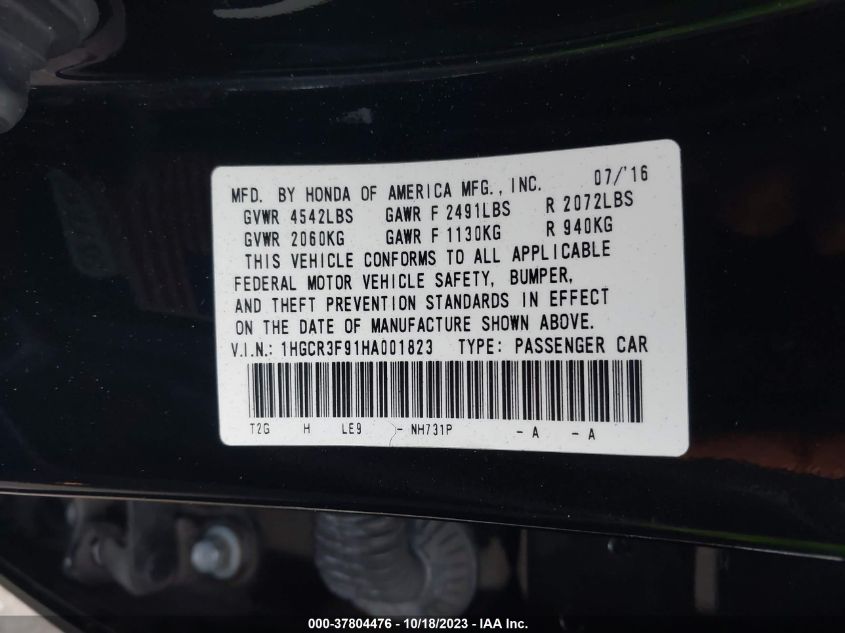 MFD. BY HONDA OF AMERICA MFG., INC. 07/'16
GVWR 4542LBS GAWR F 2491LBS R 2072LBS
GVWR 2060KG GAWR F 1130KG R 940KG
THIS VEHICLE CONFORMS TO ALL APPLICABLE
FEDERAL MOTOR VEHICLE SAFETY, BUMPER,
AND THEFT PREVENTION STANDARDS IN EFFECT
ON THE DATE OF MANUFACTURE SHOWN ABOVE.
V.I.N.: 1HGCR3F91HA001823 TYPE: PASSENGER CAR
T2G H LE9 - NH731P - A - A
000-37804476 - 10/18/2023 - IAA Inc.